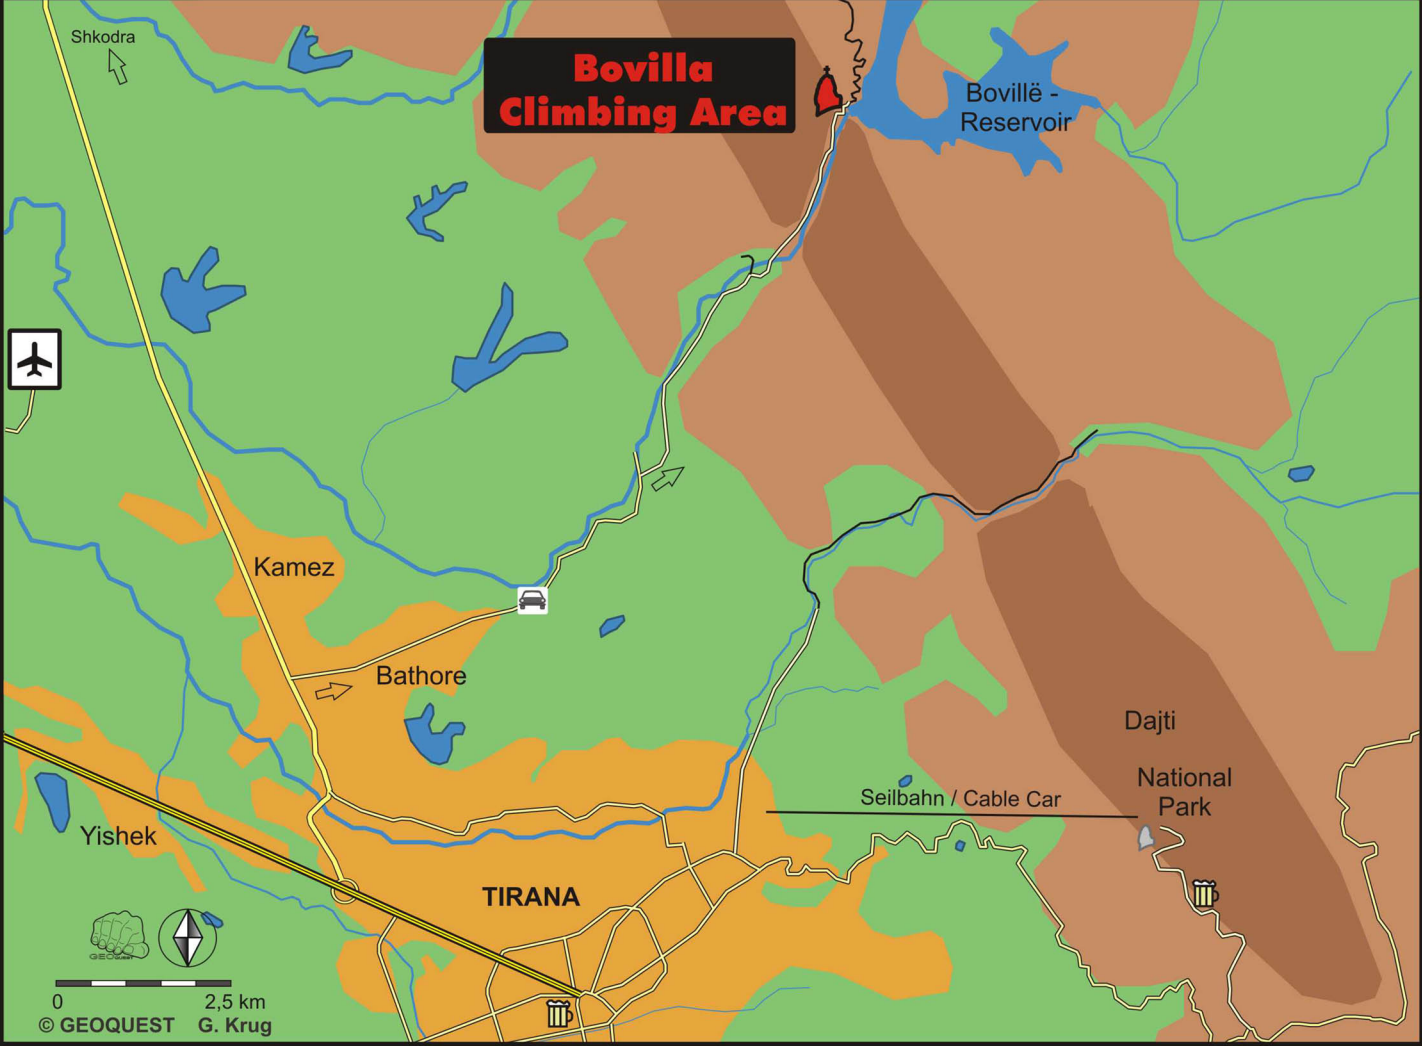 Shkodra
Bovilla
Climbing Area
Bovillë -
Reservoir
Kamez
Bathore
Dajti
National
Park
Seilbahn / Cable Car
Yishek
TIRANA
GEOQUEST
0 2,5 km
© GEOQUEST G. Krug